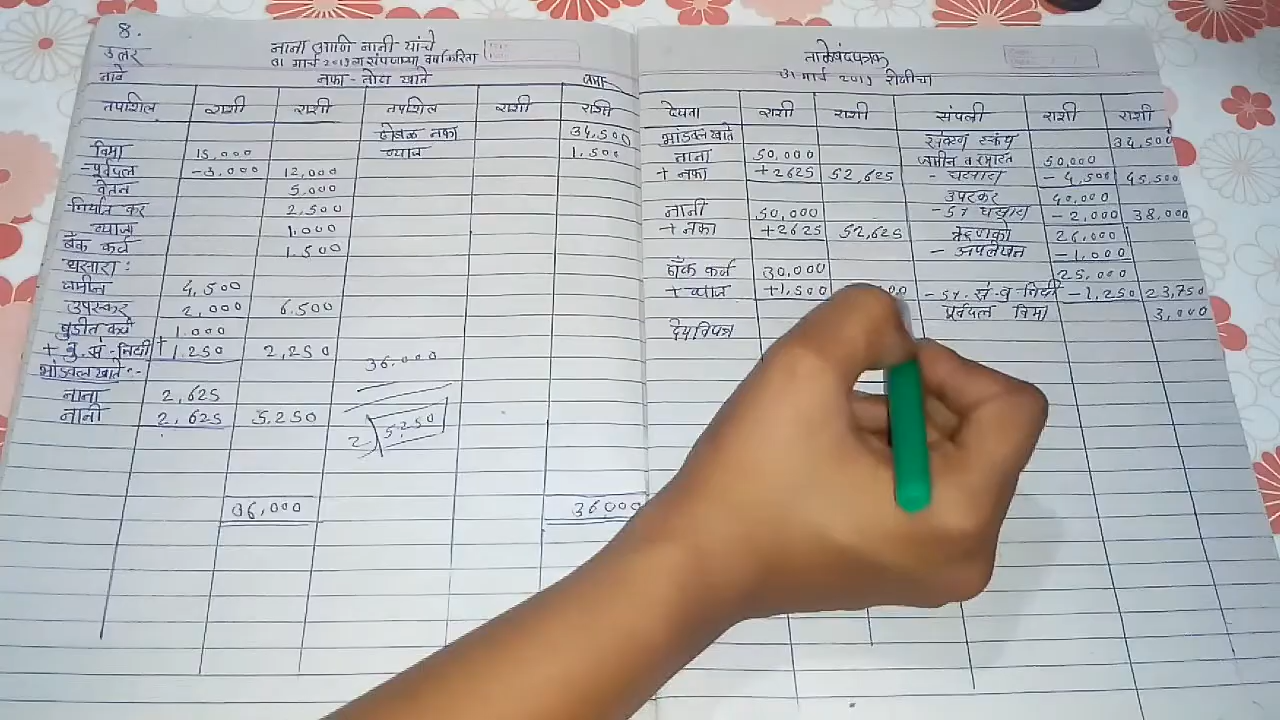 8.
उत्तर
नाना आणि नानी यांचे
31 मार्च 2019 ला संपणाऱ्या वर्षाकरिता
नावे नफा-तोटा खाते जमा
तपशिल राशी राशी तपशिल राशी राशी
ढोबळ नफा 34,500
विमा 15,000 व्याज 1,500
-पूर्वदत्त -3,000 12,000
वेतन 5,000
निर्यात कर 2,500
व्याज 1,000
बँक कर्ज 1,500
घसारा:
जमीन 4,500
उपस्कर 2,000 6,500
बुडीत कर्ज 1,000
+ बु.सं.निधी +1,250 2,250 36,000
भांडवल खाते:-
नाना 2,625
नानी 2,625 5,250 2) 5,250
36,000 36,000
ताळेबंदपत्रक
31 मार्च 2019 रोजीचा
देयता राशी राशी संपत्ती राशी राशी
भांडवल खाते 34,500
नाना 50,000 जमीन व इमारत 50,000
+ नफा +2625 52,625 - घसारा - 4,500 45,500
उपस्कर 40,000
नानी 50,000 - 5% घसारा - 2,000 38,000
+ नफा +2625 52,625 ऋणको 26,000
- अपलेखन -1,000
बँक कर्ज 30,000 25,000
+ व्याज +1,500 - 5% सं.बु.निधी -1,250 23,750
पूर्वदत्त विमा 3,000
देयविपत्र